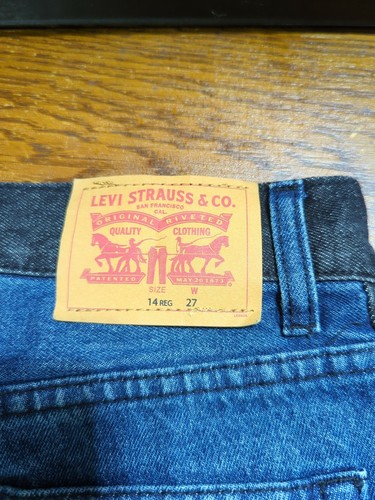 LEVI STRAUSS & CO.
SAN FRANCISCO
CAL.
ORIGINAL RIVETED
QUALITY CLOTHING
PATENTED MAY 20 1873
SIZE W
14 REG 27